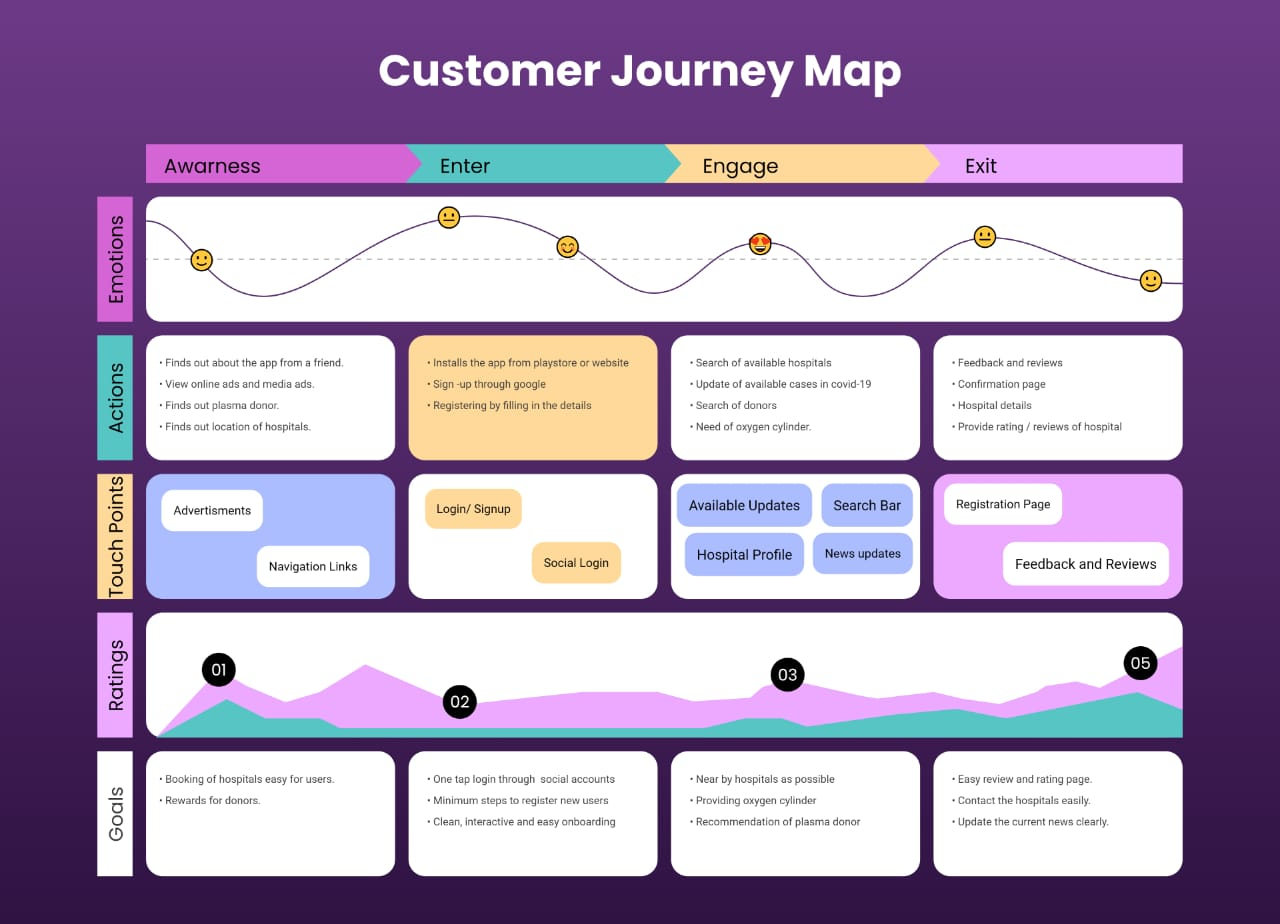 Customer Journey Map
Awarness
Enter
Engage
Exit
Emotions
Actions
• Finds out about the app from a friend.
• View online ads and media ads.
• Finds out plasma donor.
• Finds out location of hospitals.
• Installs the app from playstore or website
• Sign -up through google
• Registering by filling in the details
• Search of available hospitals
• Update of available cases in covid-19
• Search of donors
• Need of oxygen cylinder.
• Feedback and reviews
• Confirmation page
• Hospital details
• Provide rating / reviews of hospital
Touch Points
Advertisments
Navigation Links
Login/ Signup
Social Login
Available Updates
Search Bar
Hospital Profile
News updates
Registration Page
Feedback and Reviews
Ratings
01
02
03
05
Goals
• Booking of hospitals easy for users.
• Rewards for donors.
• One tap login through social accounts
• Minimum steps to register new users
• Clean, interactive and easy onboarding
• Near by hospitals as possible
• Providing oxygen cylinder
• Recommendation of plasma donor
• Easy review and rating page.
• Contact the hospitals easily.
• Update the current news clearly.